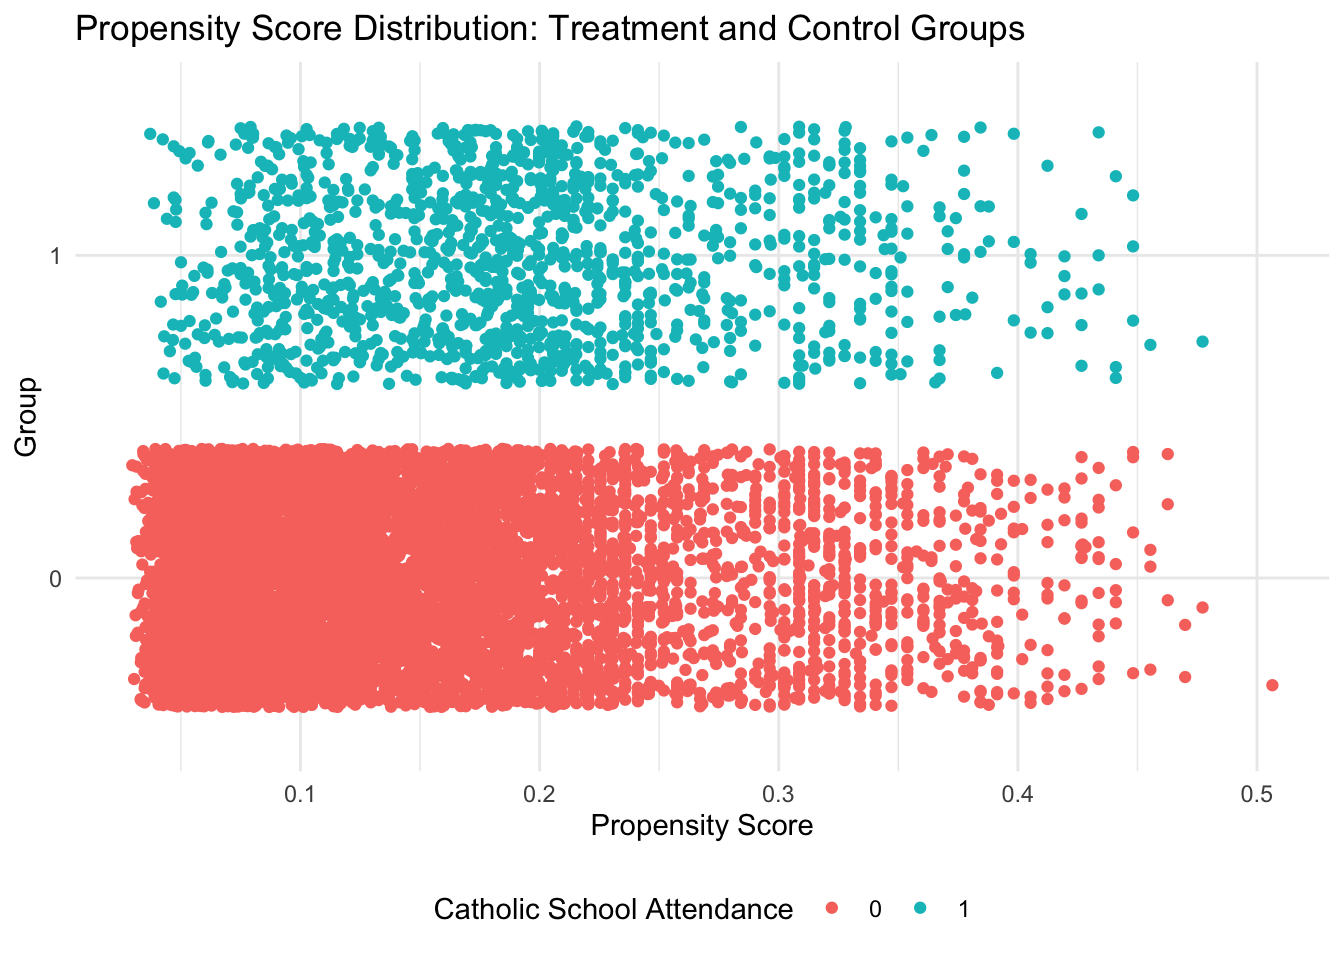 Propensity Score Distribution: Treatment and Control Groups
Group
1
0
0.1 0.2 0.3 0.4 0.5
Propensity Score
Catholic School Attendance 0 1